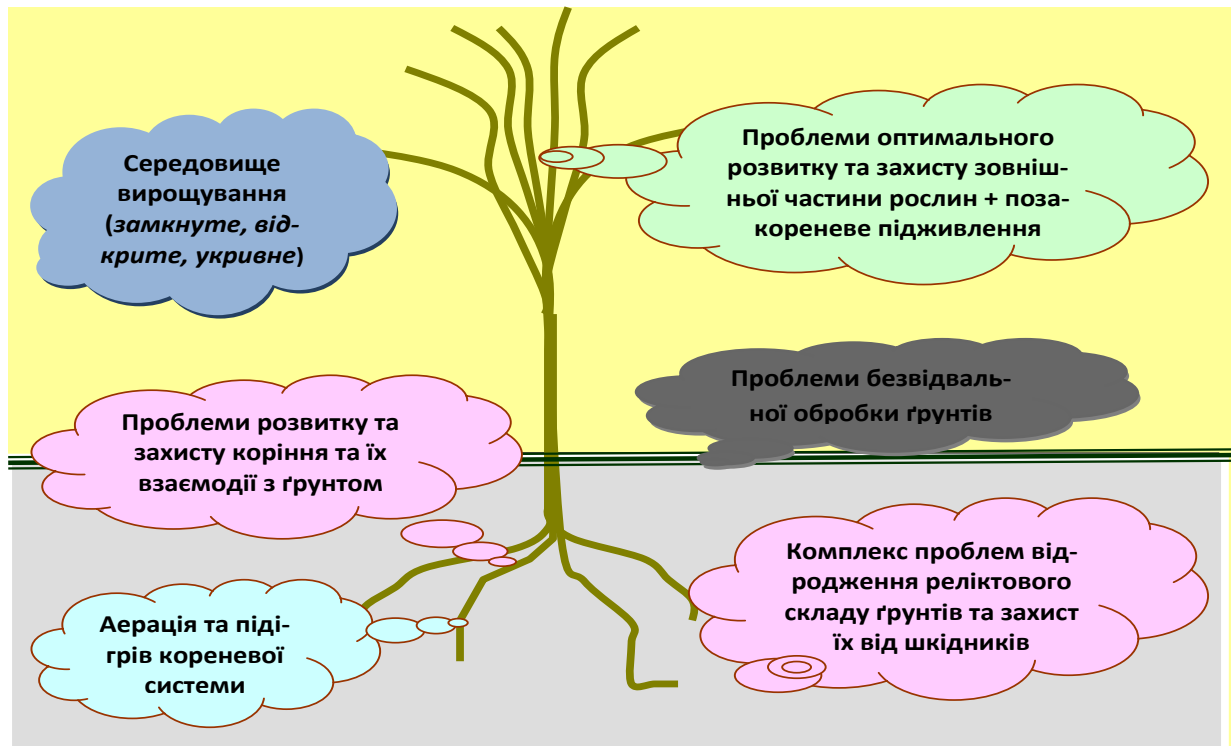 Середовище
вирощування
(замкнуте, від-
крите, укривне)
Проблеми оптимального
розвитку та захисту зовніш-
ньої частини рослин + поза-
кореневе підживлення
Проблеми безвідваль-
ної обробки ґрунтів
Проблеми розвитку та
захисту коріння та їх
взаємодії з ґрунтом
Комплекс проблем від-
родження реліктового
складу ґрунтів та захист
їх від шкідників
Аерація та піді-
грів кореневої
системи